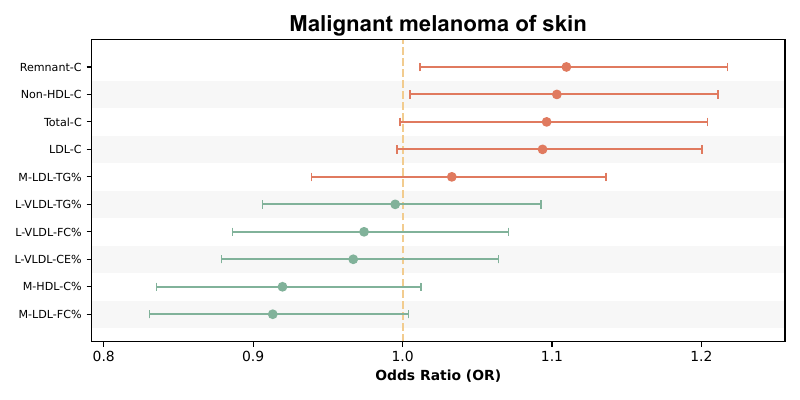 Malignant melanoma of skin
Remnant-C
Non-HDL-C
Total-C
LDL-C
M-LDL-TG%
L-VLDL-TG%
L-VLDL-FC%
L-VLDL-CE%
M-HDL-C%
M-LDL-FC%
0.8 0.9 1.0 1.1 1.2
Odds Ratio (OR)